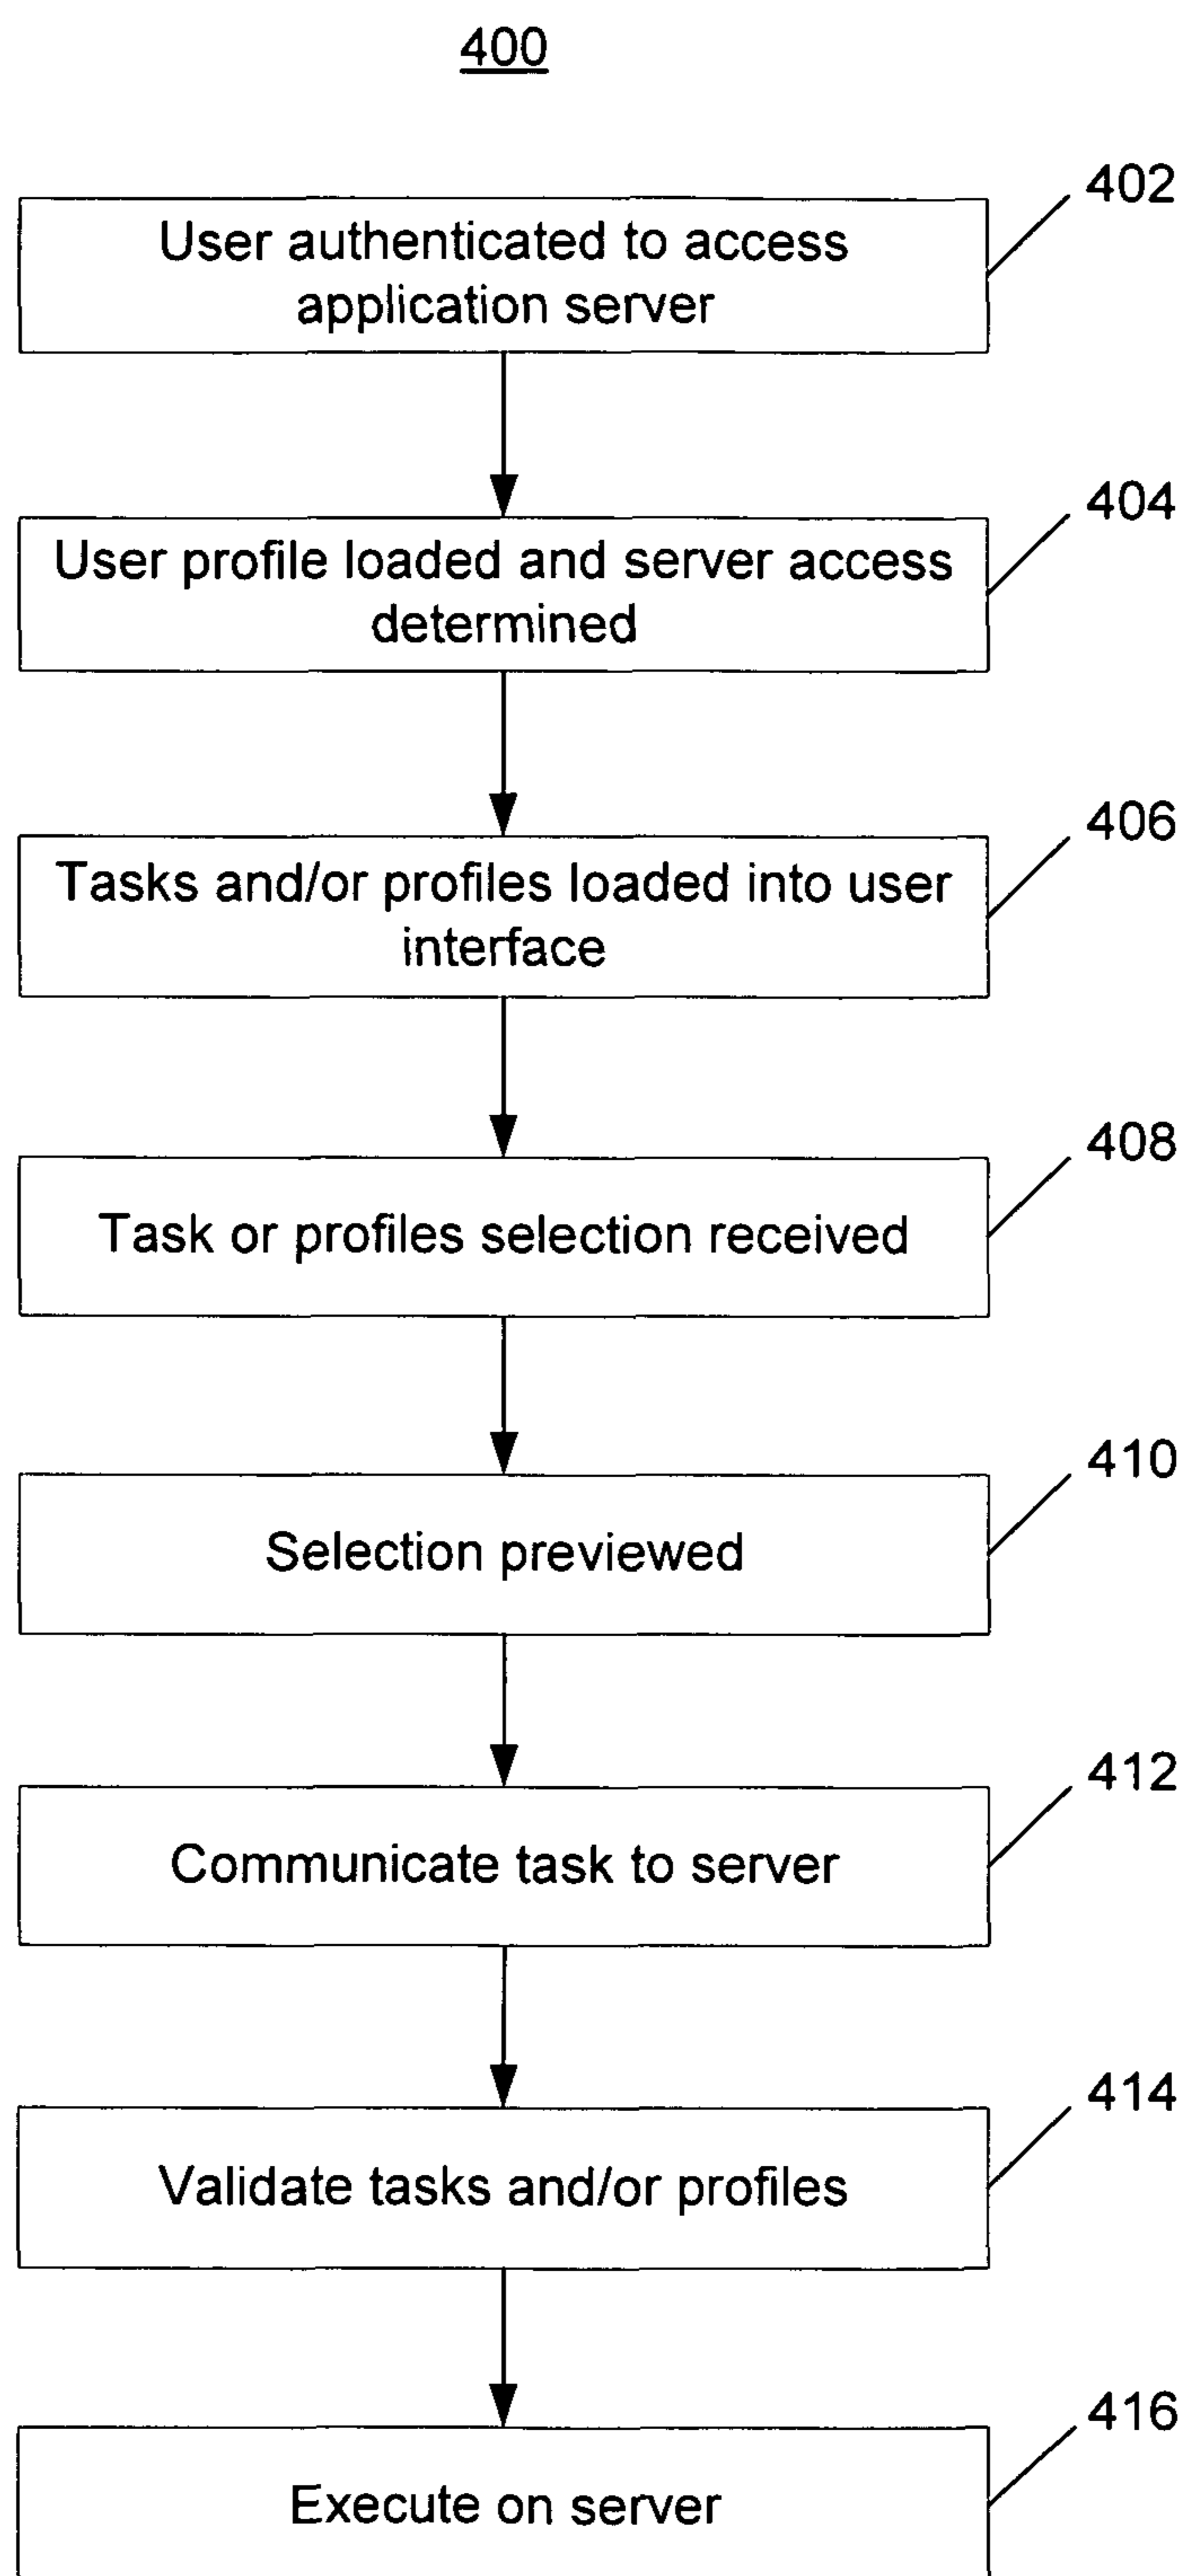 400
402
User authenticated to access
application server
404
User profile loaded and server access
determined
406
Tasks and/or profiles loaded into user
interface
408
Task or profiles selection received
410
Selection previewed
412
Communicate task to server
414
Validate tasks and/or profiles
416
Execute on server